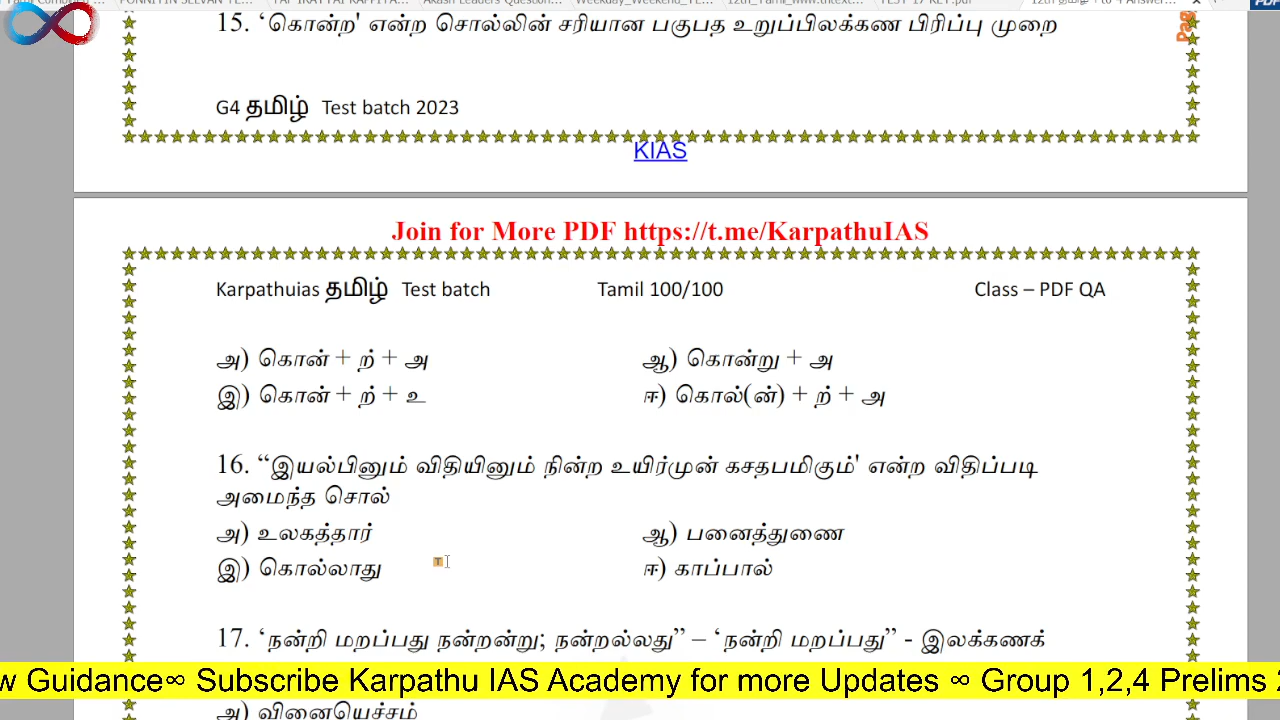 15. ‘கொன்ற' என்ற சொல்லின் சரியான பகுபத உறுப்பிலக்கண பிரிப்பு முறை
G4 தமிழ் Test batch 2023
KIAS
Join for More PDF https://t.me/KarpathuIAS
Karpathuias தமிழ் Test batch Tamil 100/100 Class – PDF QA
அ) கொன் + ற் + அ ஆ) கொன்று + அ
இ) கொன் + ற் + உ ஈ) கொல்(ன்) + ற் + அ
16. “இயல்பினும் விதியினும் நின்ற உயிர்முன் கசதபமிகும்' என்ற விதிப்படி
அமைந்த சொல்
அ) உலகத்தார் ஆ) பனைத்துணை
இ) கொல்லாது ஈ) காப்பால்
17. ‘நன்றி மறப்பது நன்றன்று; நன்றல்லது” – ‘நன்றி மறப்பது” - இலக்கணக்
w Guidance∞ Subscribe Karpathu IAS Academy for more Updates ∞ Group 1,2,4 Prelims
அ) வினையெச்சம்